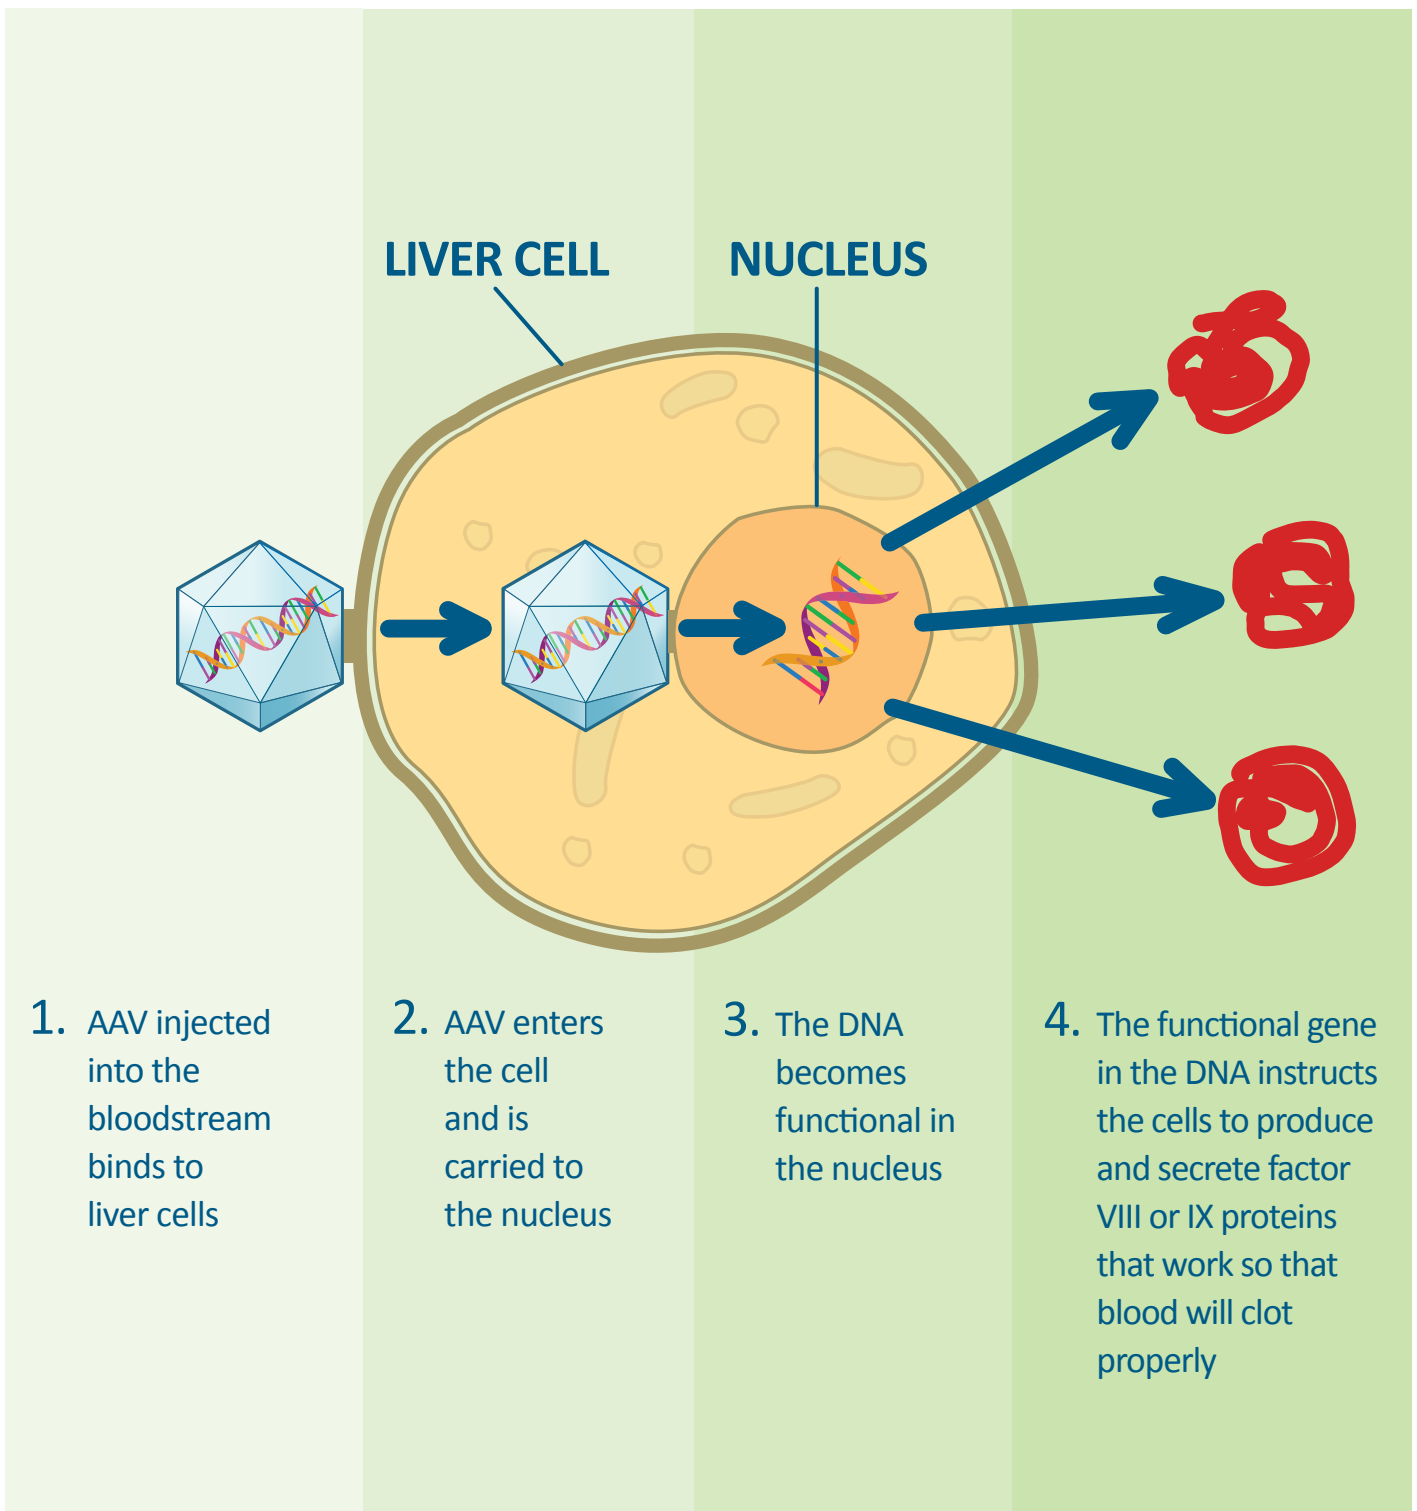 LIVER CELL
NUCLEUS
1. AAV injected
into the
bloodstream
binds to
liver cells
2. AAV enters
the cell
and is
carried to
the nucleus
3. The DNA
becomes
functional in
the nucleus
4. The functional gene
in the DNA instructs
the cells to produce
and secrete factor
VIII or IX proteins
that work so that
blood will clot
properly